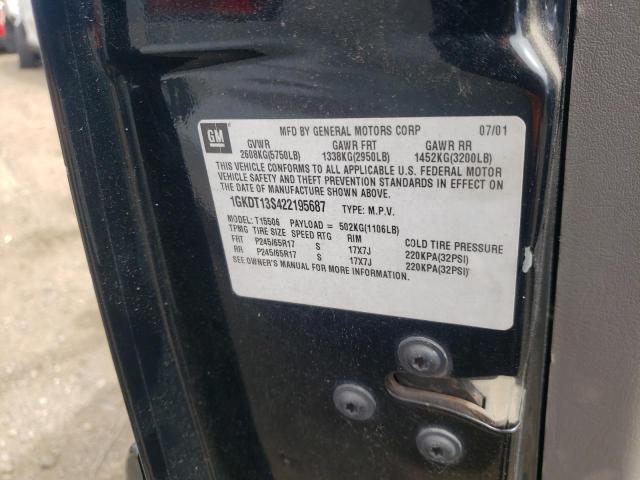 GM MFD BY GENERAL MOTORS CORP 07/01
GVWR GAWR FRT GAWR RR
2608KG(5750LB) 1338KG(2950LB) 1452KG(3200LB)
THIS VEHICLE CONFORMS TO ALL APPLICABLE U.S. FEDERAL MOTOR
VEHICLE SAFETY AND THEFT PREVENTION STANDARDS IN EFFECT ON
THE DATE OF MANUFACTURE SHOWN ABOVE.
1GKDT13S422195687 TYPE: M.P.V.
MODEL: T15506 PAYLOAD = 502KG(1106LB)
TPMG TIRE SIZE SPEED RTG RIM COLD TIRE PRESSURE
FRT P245/65R17 S 17X7J 220KPA(32PSI)
RR P245/65R17 S 17X7J 220KPA(32PSI)
SEE OWNER'S MANUAL FOR MORE INFORMATION.